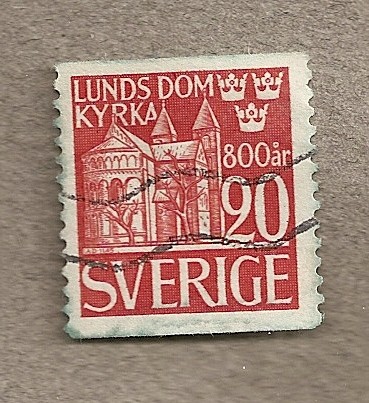 LUNDS DOM
KYRKA
800år
20
SVERIGE